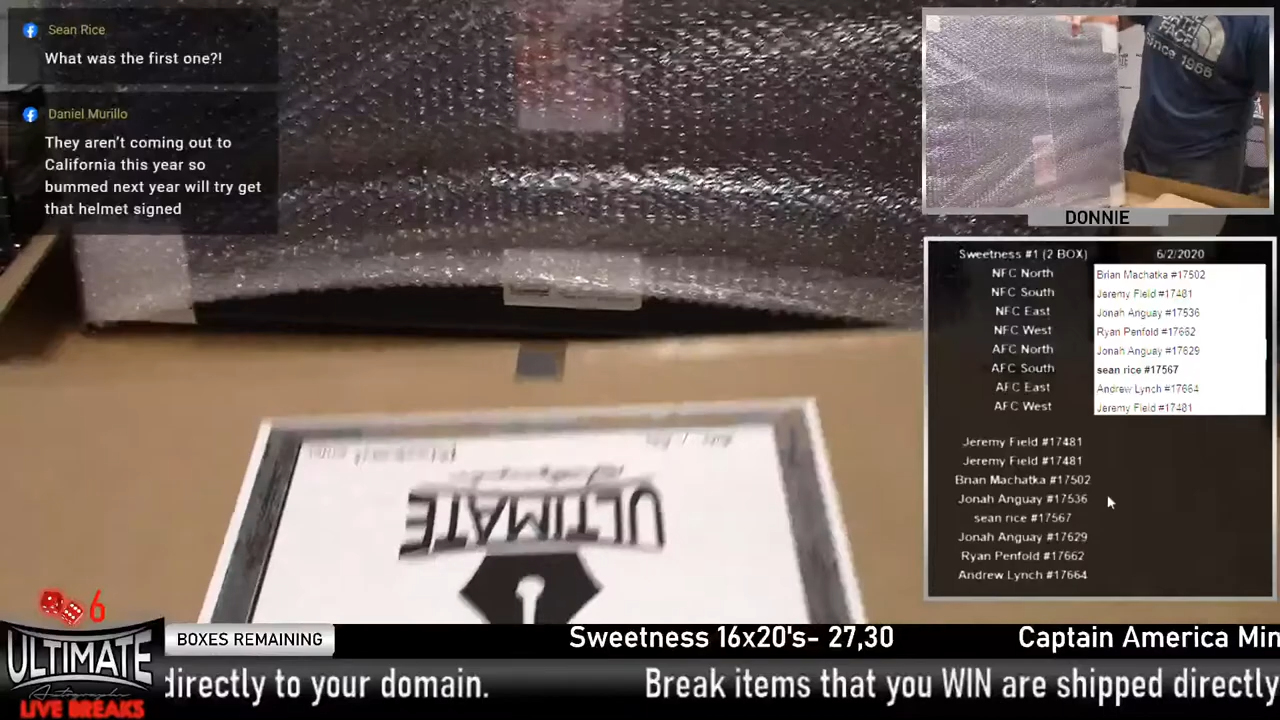 Sean Rice
What was the first one?!
Daniel Murillo
They aren't coming out to
California this year so
bummed next year will try get
that helmet signed
FACE
since 1966
DONNIE
Sweetness #1 (2 BOX) 6/2/2020
NFC North Brian Machatka #17502
NFC South Jeremy Field #17481
NFC East Jonah Anguay #17536
NFC West Ryan Penfold #17662
AFC North Jonah Anguay #17629
AFC South sean rice #17567
AFC East Andrew Lynch #17664
AFC West Jeremy Field #17481
Jeremy Field #17481
Jeremy Field #17481
Brian Machatka #17502
Jonah Anguay #17536
sean rice #17567
Jonah Anguay #17629
Ryan Penfold #17662
Andrew Lynch #17664
ULTIMATE
6
ULTIMATE
Autographs
LIVE BREAKS
BOXES REMAINING
Sweetness 16x20's- 27,30 Captain America Min
directly to your domain. Break items that you WIN are shipped directly